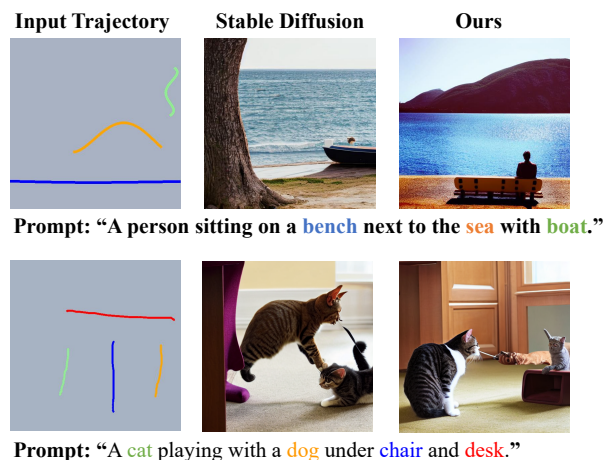 Input Trajectory Stable Diffusion Ours
Prompt: “A person sitting on a bench next to the sea with boat.”
Prompt: “A cat playing with a dog under chair and desk.”